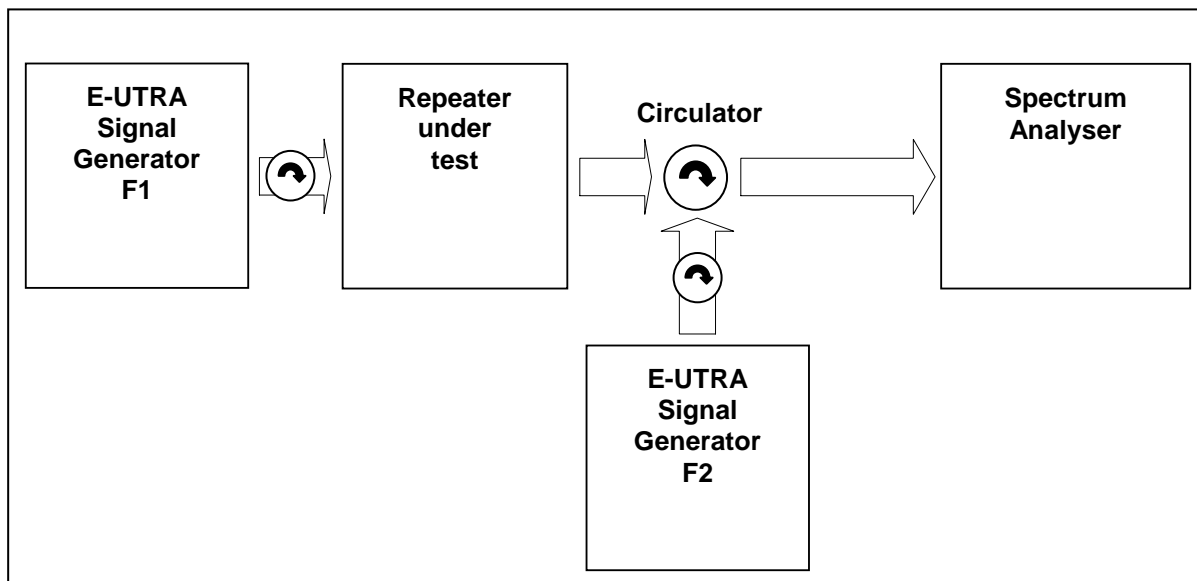 E-UTRA
Signal
Generator
F1
Repeater
under
test
Circulator
Spectrum
Analyser
E-UTRA
Signal
Generator
F2